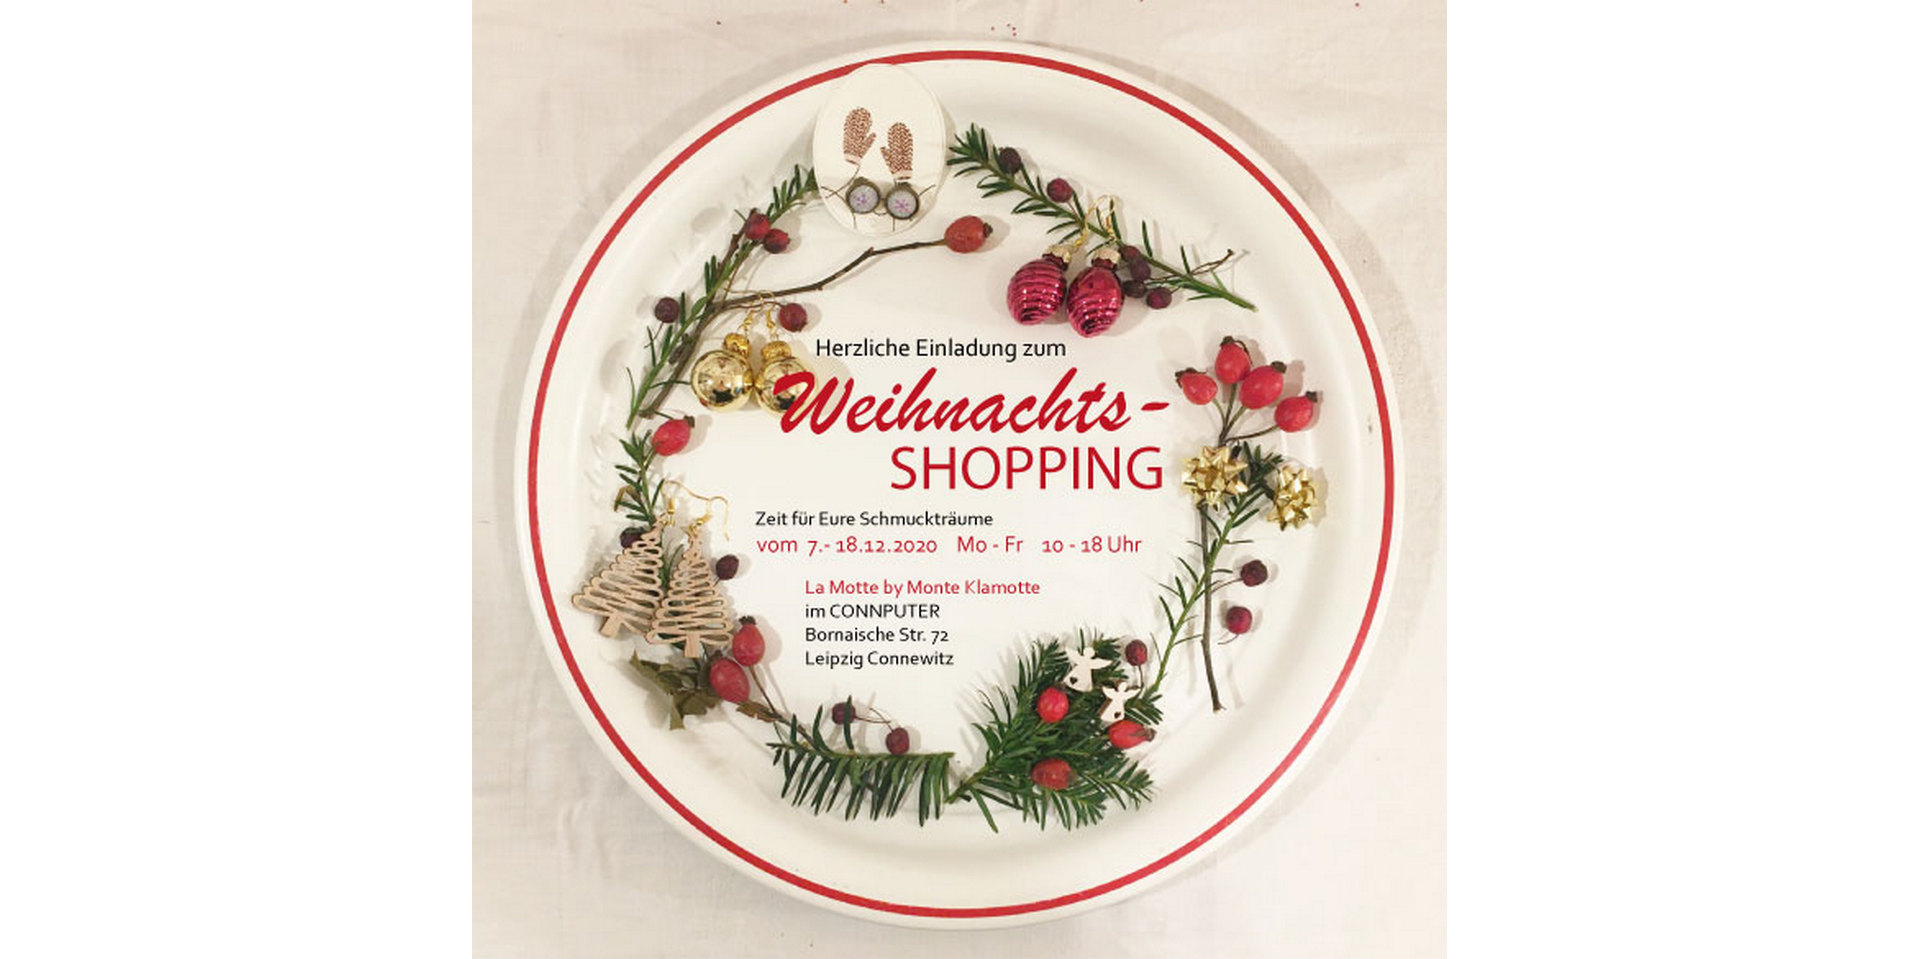 Herzliche Einladung zum
Weihnachts-
SHOPPING
Zeit für Eure Schmuckträume
vom 7.- 18.12.2020 Mo - Fr 10 - 18 Uhr
La Motte by Monte Klamotte
im CONNPUTER
Bornaische Str. 72
Leipzig Connewitz